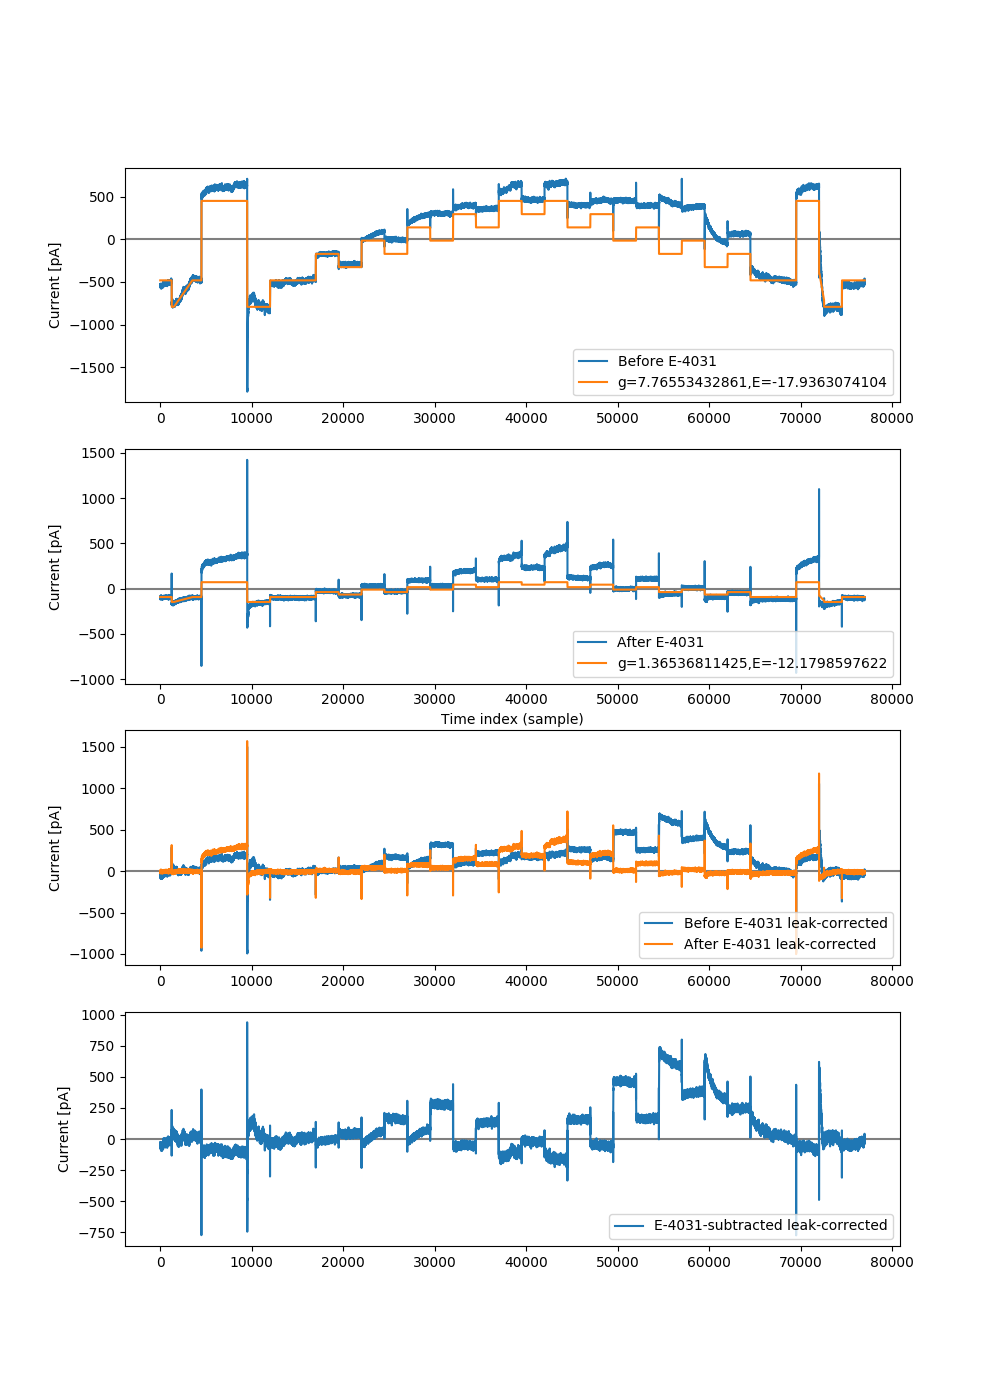 500
0
−500
−1000
−1500
Current [pA]
Before E-4031
g=7.76553432861,E=-17.9363074104
0 10000 20000 30000 40000 50000 60000 70000 80000
1500
1000
500
0
−500
−1000
Current [pA]
After E-4031
g=1.36536811425,E=-12.1798597622
0 10000 20000 30000 40000 50000 60000 70000 80000
Time index (sample)
1500
1000
500
0
−500
−1000
Current [pA]
Before E-4031 leak-corrected
After E-4031 leak-corrected
0 10000 20000 30000 40000 50000 60000 70000 80000
1000
750
500
250
0
−250
−500
−750
Current [pA]
E-4031-subtracted leak-corrected
0 10000 20000 30000 40000 50000 60000 70000 80000